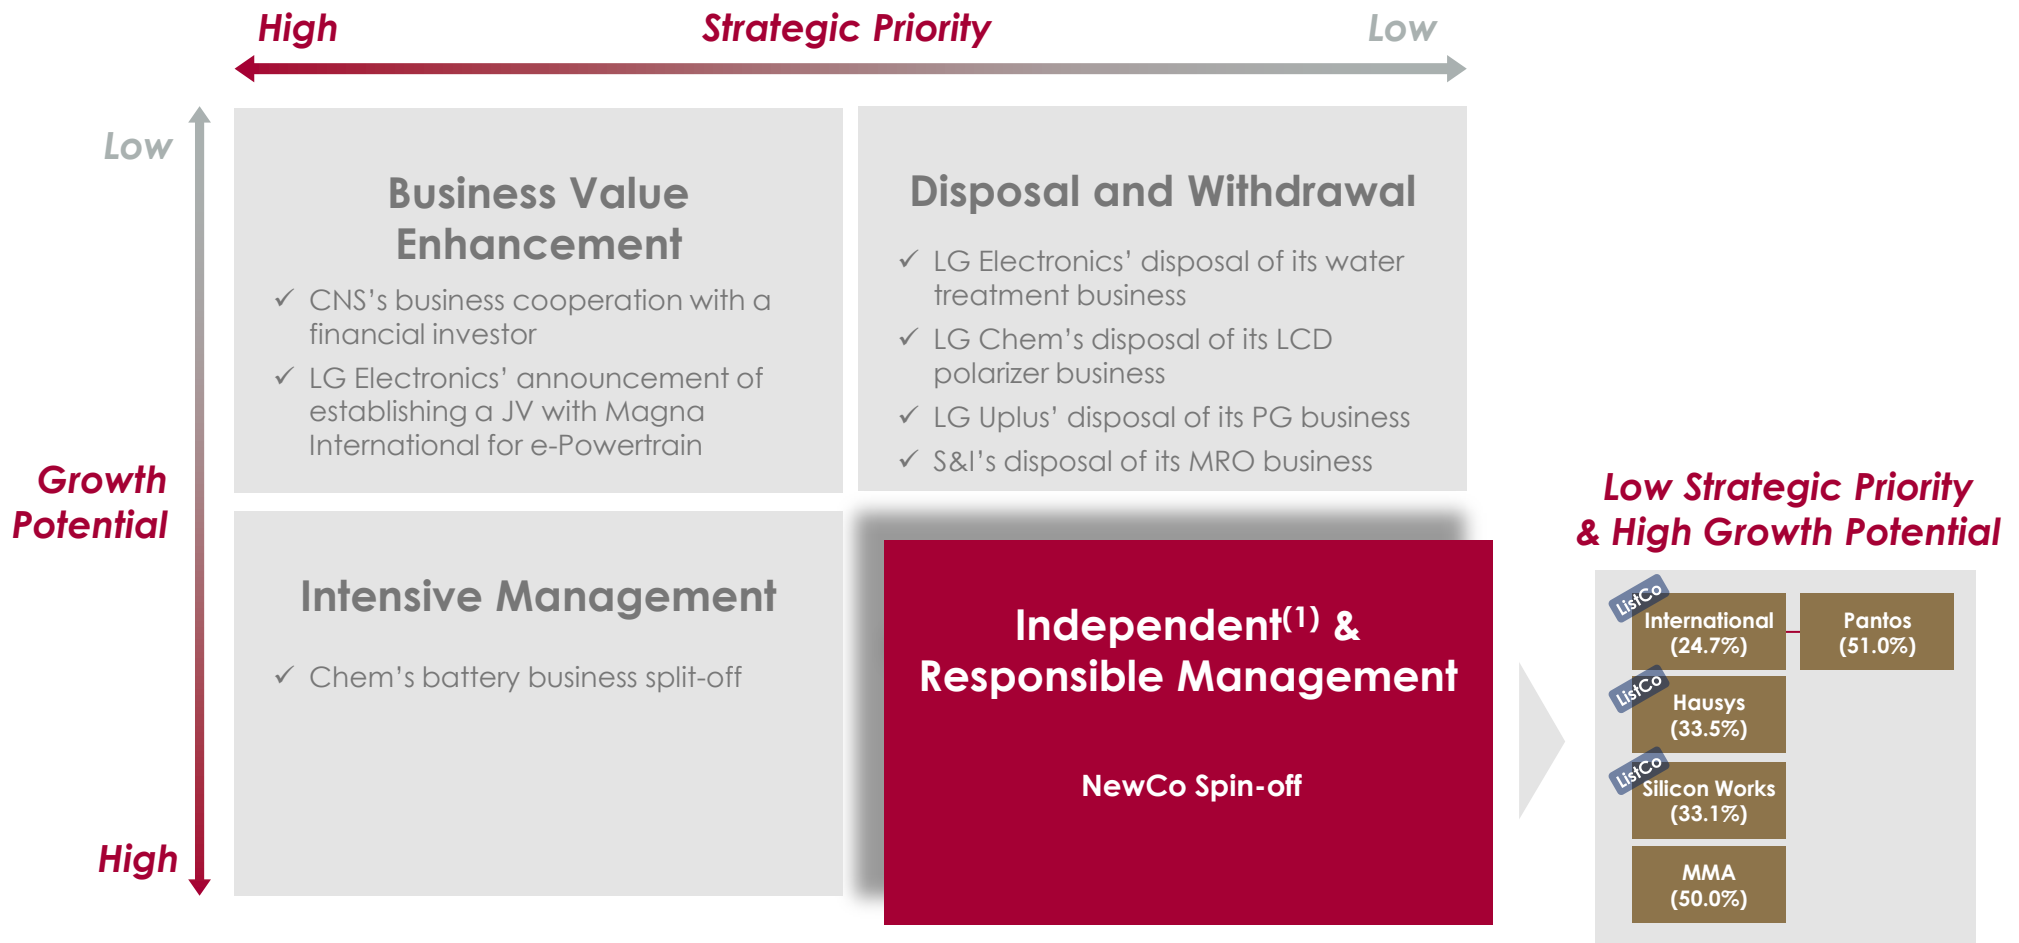 High
Strategic Priority
Low
Low
Growth
Potential
High
Business Value
Enhancement
✓ CNS’s business cooperation with a
financial investor
✓ LG Electronics’ announcement of
establishing a JV with Magna
International for e-Powertrain
Disposal and Withdrawal
✓ LG Electronics’ disposal of its water
treatment business
✓ LG Chem’s disposal of its LCD
polarizer business
✓ LG Uplus’ disposal of its PG business
✓ S&I’s disposal of its MRO business
Intensive Management
✓ Chem’s battery business split-off
Independent(1) &
Responsible Management
NewCo Spin-off
Low Strategic Priority
& High Growth Potential
ListCo
International
(24.7%)
Pantos
(51.0%)
ListCo
Hausys
(33.5%)
ListCo
Silicon Works
(33.1%)
MMA
(50.0%)